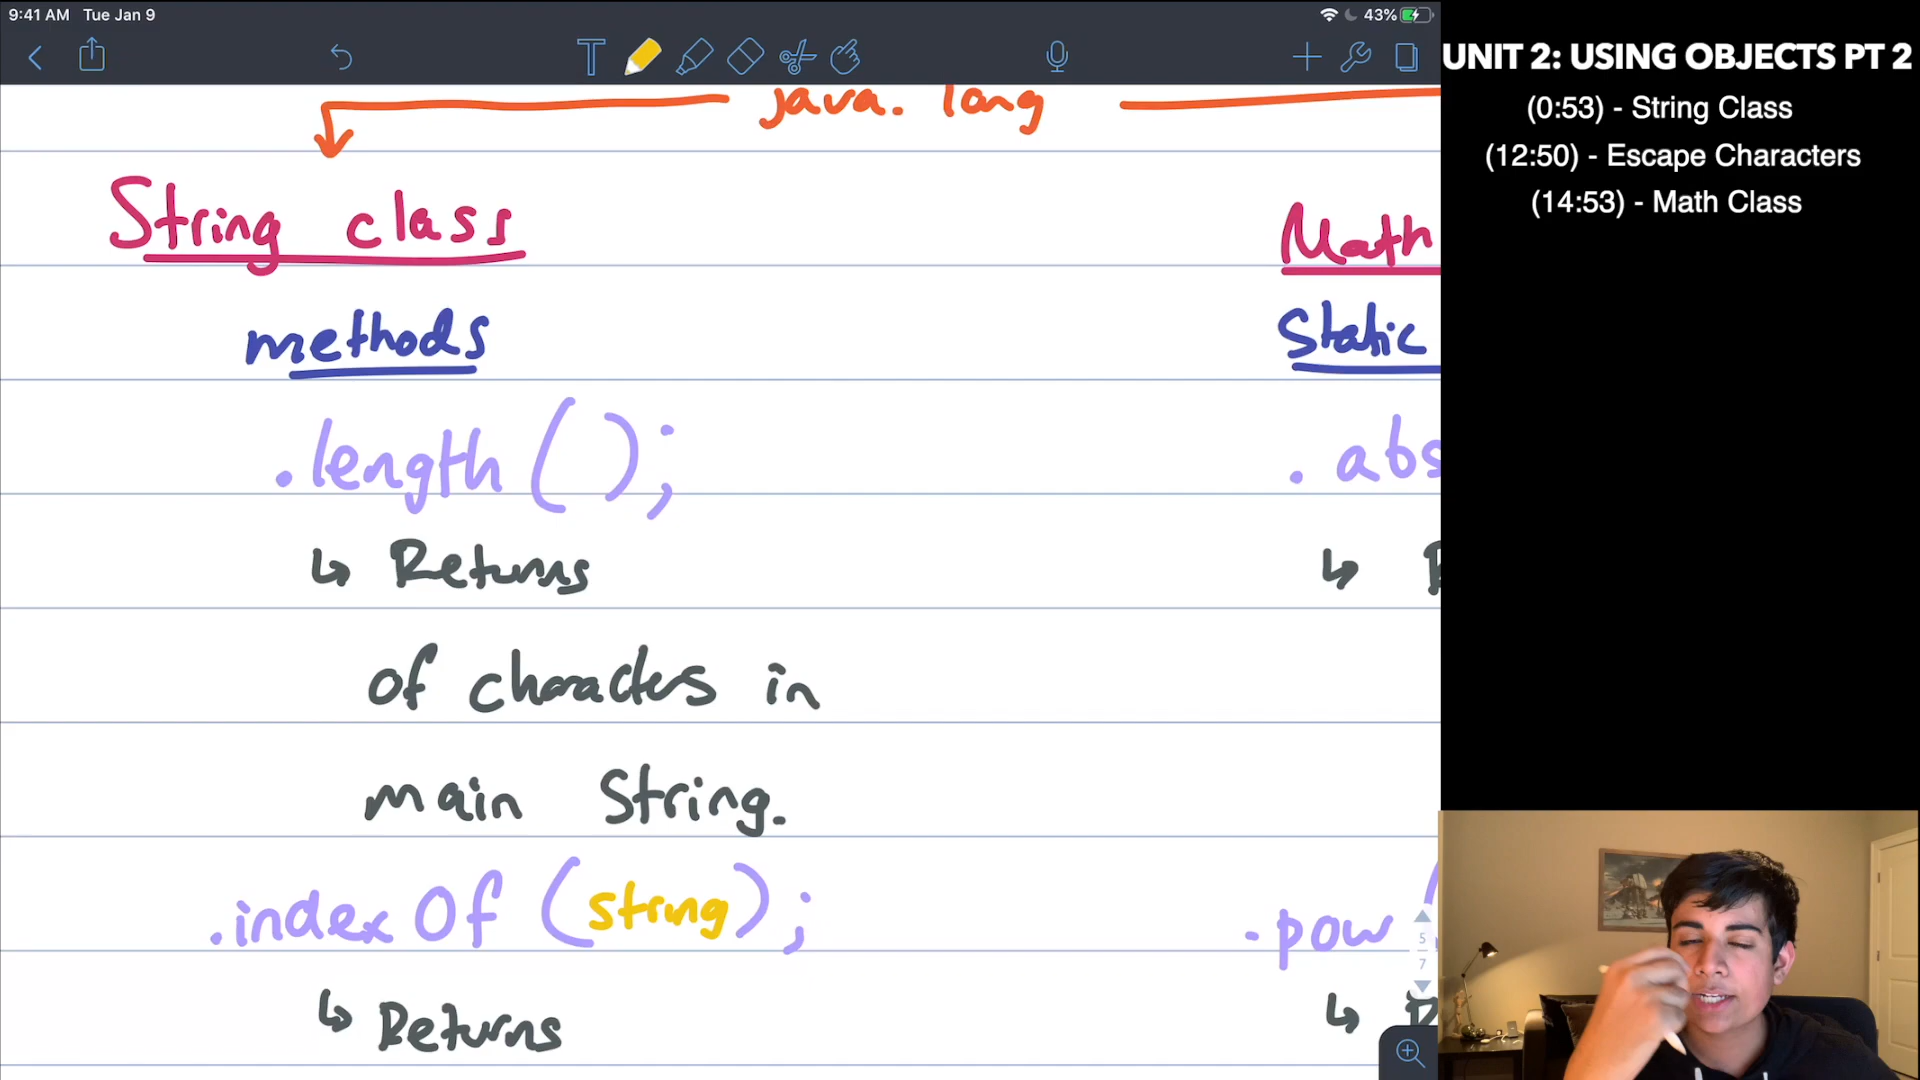 9:41 AM Tue Jan 9
43%
UNIT 2: USING OBJECTS PT 2
(0:53) - String Class
(12:50) - Escape Characters
(14:53) - Math Class
java. lang
String class
Math
methods
Static
.length();
. abs
↳ Returns
↳
of characters in
main String.
.indexOf (string);
.pow
5
7
↳ Returns
↳